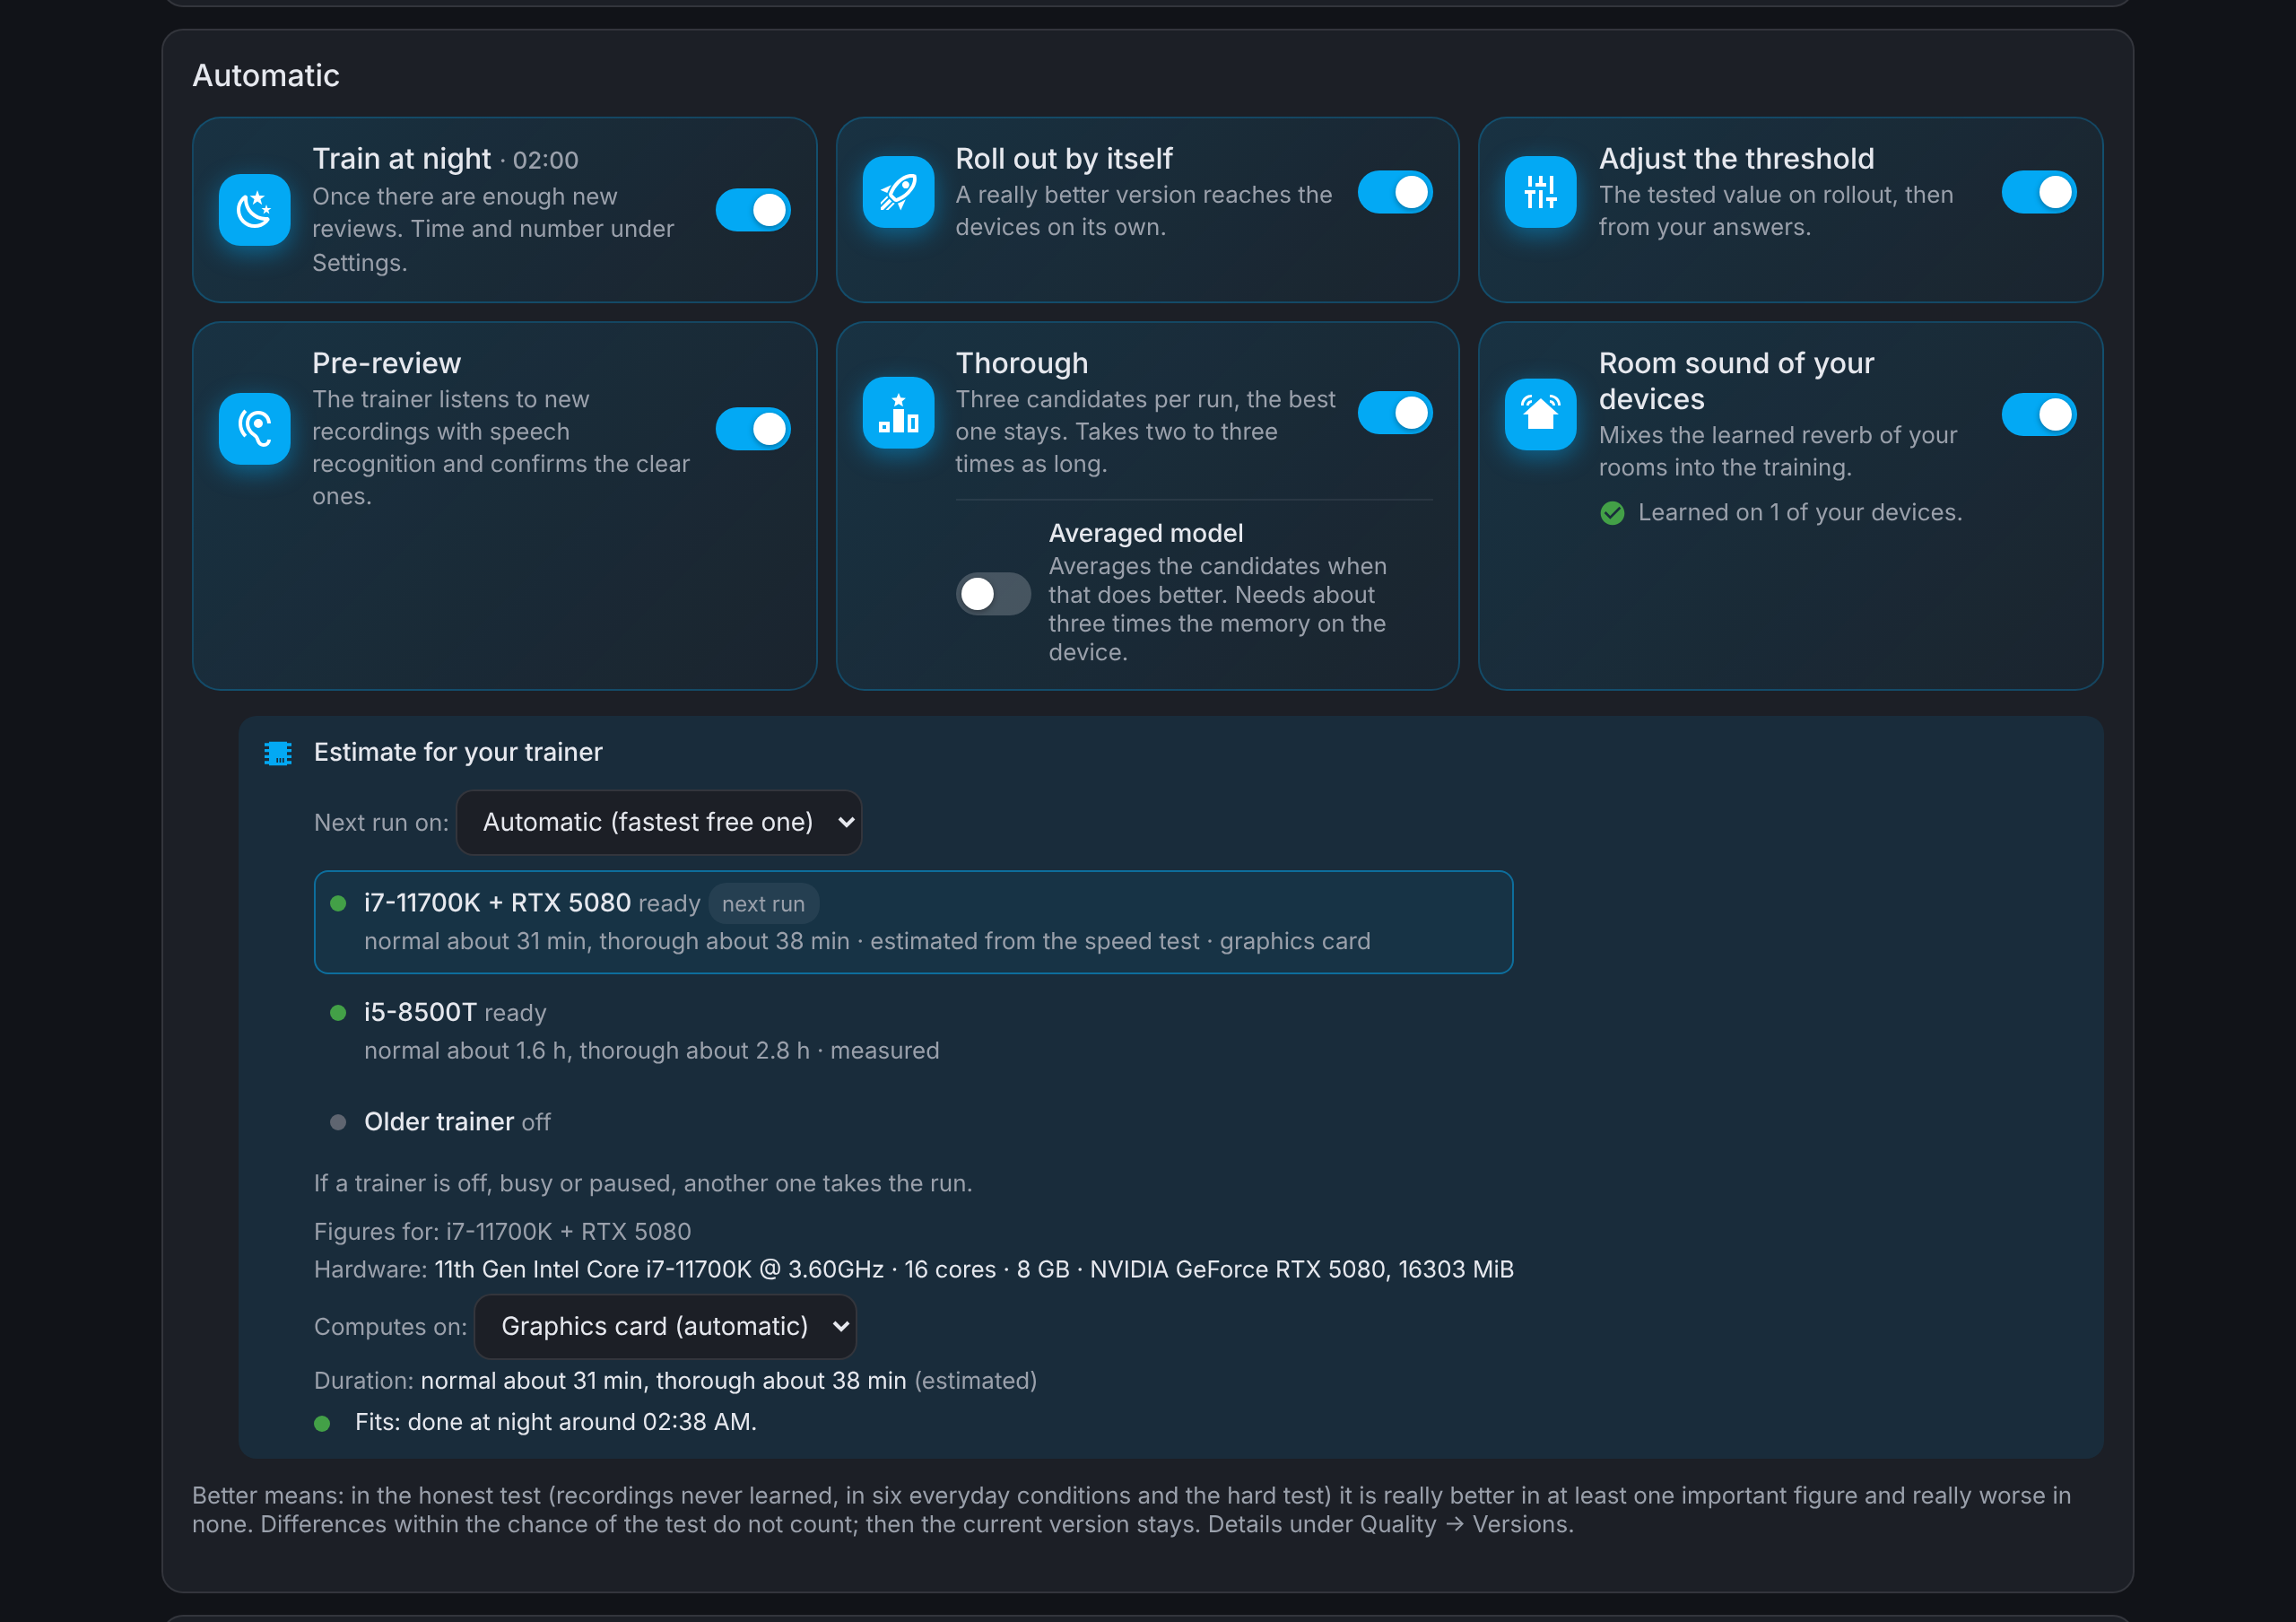 Automatic
Train at night · 02:00
Once there are enough new
reviews. Time and number under
Settings.
Roll out by itself
A really better version reaches the
devices on its own.
Adjust the threshold
The tested value on rollout, then
from your answers.
Pre-review
The trainer listens to new
recordings with speech
recognition and confirms the clear
ones.
Thorough
Three candidates per run, the best
one stays. Takes two to three
times as long.
Averaged model
Averages the candidates when
that does better. Needs about
three times the memory on the
device.
Room sound of your
devices
Mixes the learned reverb of your
rooms into the training.
Learned on 1 of your devices.
Estimate for your trainer
Next run on: Automatic (fastest free one)
i7-11700K + RTX 5080 ready next run
normal about 31 min, thorough about 38 min · estimated from the speed test · graphics card
i5-8500T ready
normal about 1.6 h, thorough about 2.8 h · measured
Older trainer off
If a trainer is off, busy or paused, another one takes the run.
Figures for: i7-11700K + RTX 5080
Hardware: 11th Gen Intel Core i7-11700K @ 3.60GHz · 16 cores · 8 GB · NVIDIA GeForce RTX 5080, 16303 MiB
Computes on: Graphics card (automatic)
Duration: normal about 31 min, thorough about 38 min (estimated)
Fits: done at night around 02:38 AM.
Better means: in the honest test (recordings never learned, in six everyday conditions and the hard test) it is really better in at least one important figure and really worse in
none. Differences within the chance of the test do not count; then the current version stays. Details under Quality → Versions.